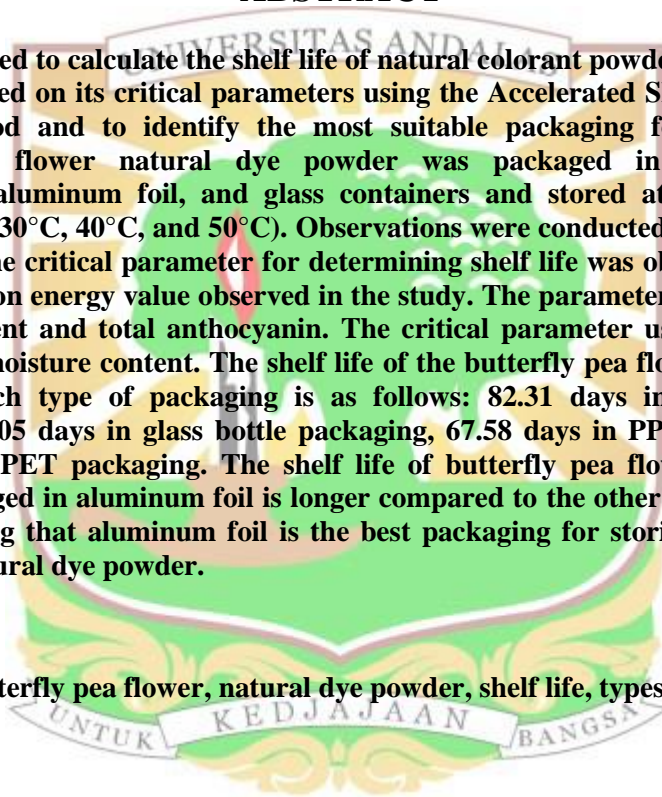 UNIVERSITAS ANDALAS
ed to calculate the shelf life of natural colorant powde
ed on its critical parameters using the Accelerated S
od and to identify the most suitable packaging f
flower natural dye powder was packaged in
aluminum foil, and glass containers and stored at
30°C, 40°C, and 50°C). Observations were conducted
he critical parameter for determining shelf life was ob
on energy value observed in the study. The parameter
ent and total anthocyanin. The critical parameter us
moisture content. The shelf life of the butterfly pea flo
ch type of packaging is as follows: 82.31 days in
05 days in glass bottle packaging, 67.58 days in PP
PET packaging. The shelf life of butterfly pea flow
ged in aluminum foil is longer compared to the other
g that aluminum foil is the best packaging for stori
ural dye powder.
terfly pea flower, natural dye powder, shelf life, types
UNTUK KEDJAJAAN BANGSA